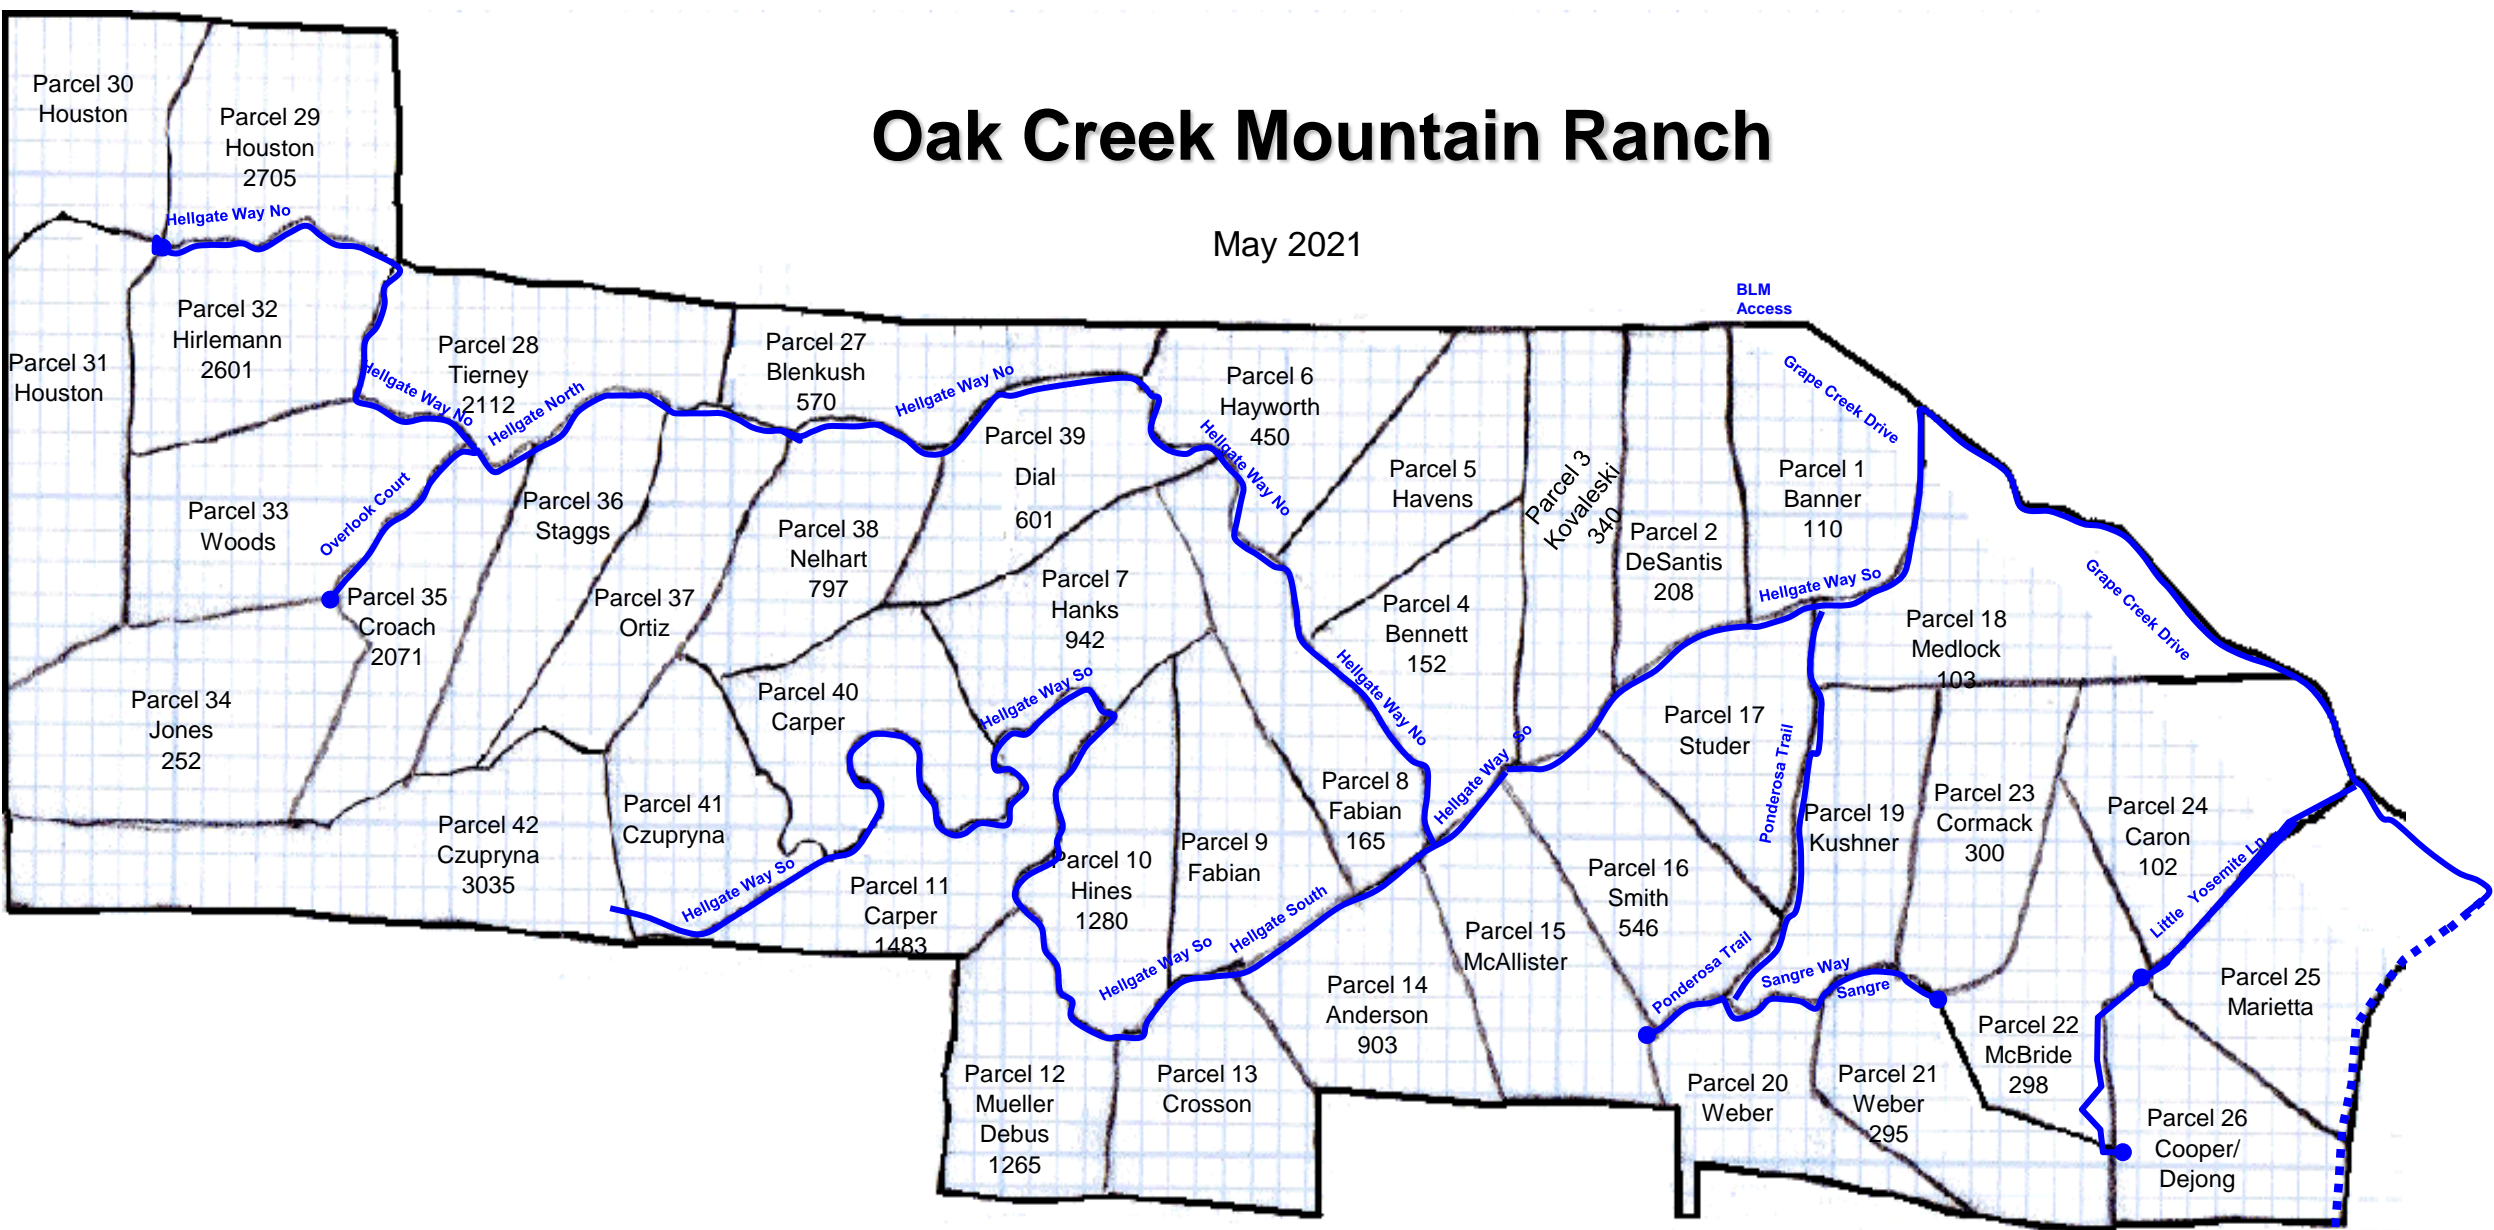 Oak Creek Mountain Ranch
May 2021
Parcel 30
Houston
Parcel 29
Houston
2705
Hellgate Way No
Parcel 32
Hirlemann
2601
Parcel 31
Houston
Parcel 28
Tierney
2112
Hellgate Way No
Hellgate North
Parcel 27
Blenkush
570
Hellgate Way No
Parcel 39
Dial
601
Parcel 6
Hayworth
450
Hellgate Way No
Parcel 5
Havens
Parcel 3
Kovaleski
340
Parcel 2
DeSantis
208
BLM
Access
Grape Creek Drive
Parcel 1
Banner
110
Hellgate Way So
Grape Creek Drive
Parcel 33
Woods
Overlook Court
Parcel 36
Staggs
Parcel 38
Nelhart
797
Parcel 35
Croach
2071
Parcel 37
Ortiz
Parcel 7
Hanks
942
Parcel 4
Bennett
152
Hellgate Way No
Parcel 18
Medlock
103
Parcel 34
Jones
252
Parcel 40
Carper
Hellgate Way So
Parcel 17
Studer
Ponderosa Trail
Hellgate Way So
Parcel 42
Czupryna
3035
Parcel 41
Czupryna
Hellgate Way So
Parcel 11
Carper
1483
Parcel 10
Hines
1280
Parcel 9
Fabian
Parcel 8
Fabian
165
Parcel 19
Kushner
Parcel 23
Cormack
300
Parcel 24
Caron
102
Little Yosemite Ln
Parcel 16
Smith
546
Hellgate South
Hellgate Way So
Parcel 15
McAllister
Ponderosa Trail
Sangre Way
Sangre
Parcel 14
Anderson
903
Parcel 25
Marietta
Parcel 12
Mueller
Debus
1265
Parcel 13
Crosson
Parcel 20
Weber
Parcel 21
Weber
295
Parcel 22
McBride
298
Parcel 26
Cooper/
Dejong